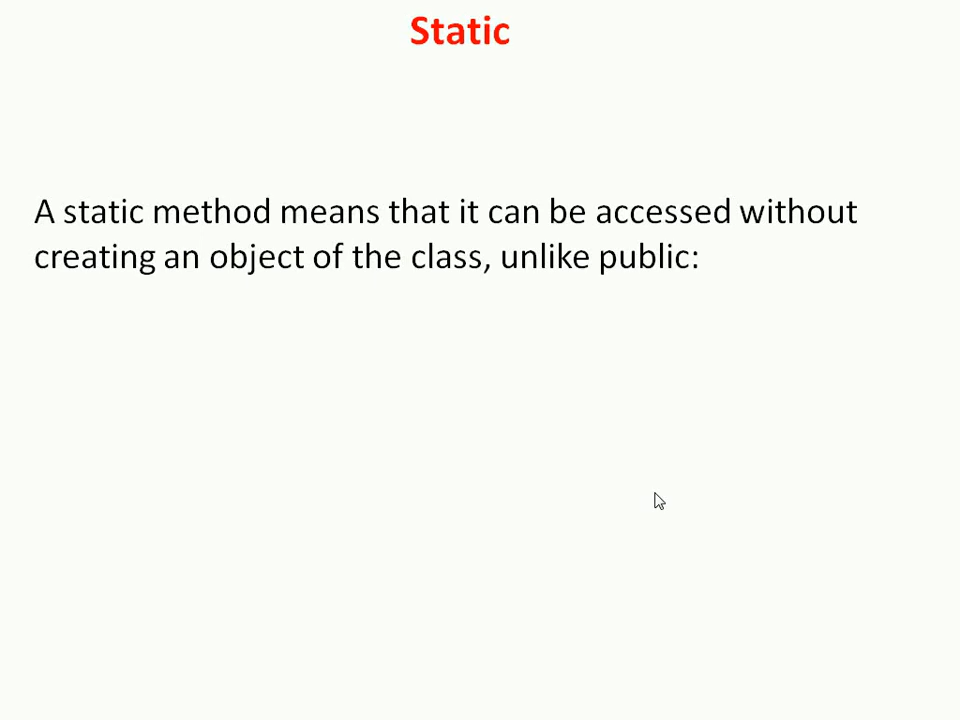 Static
A static method means that it can be accessed without
creating an object of the class, unlike public: